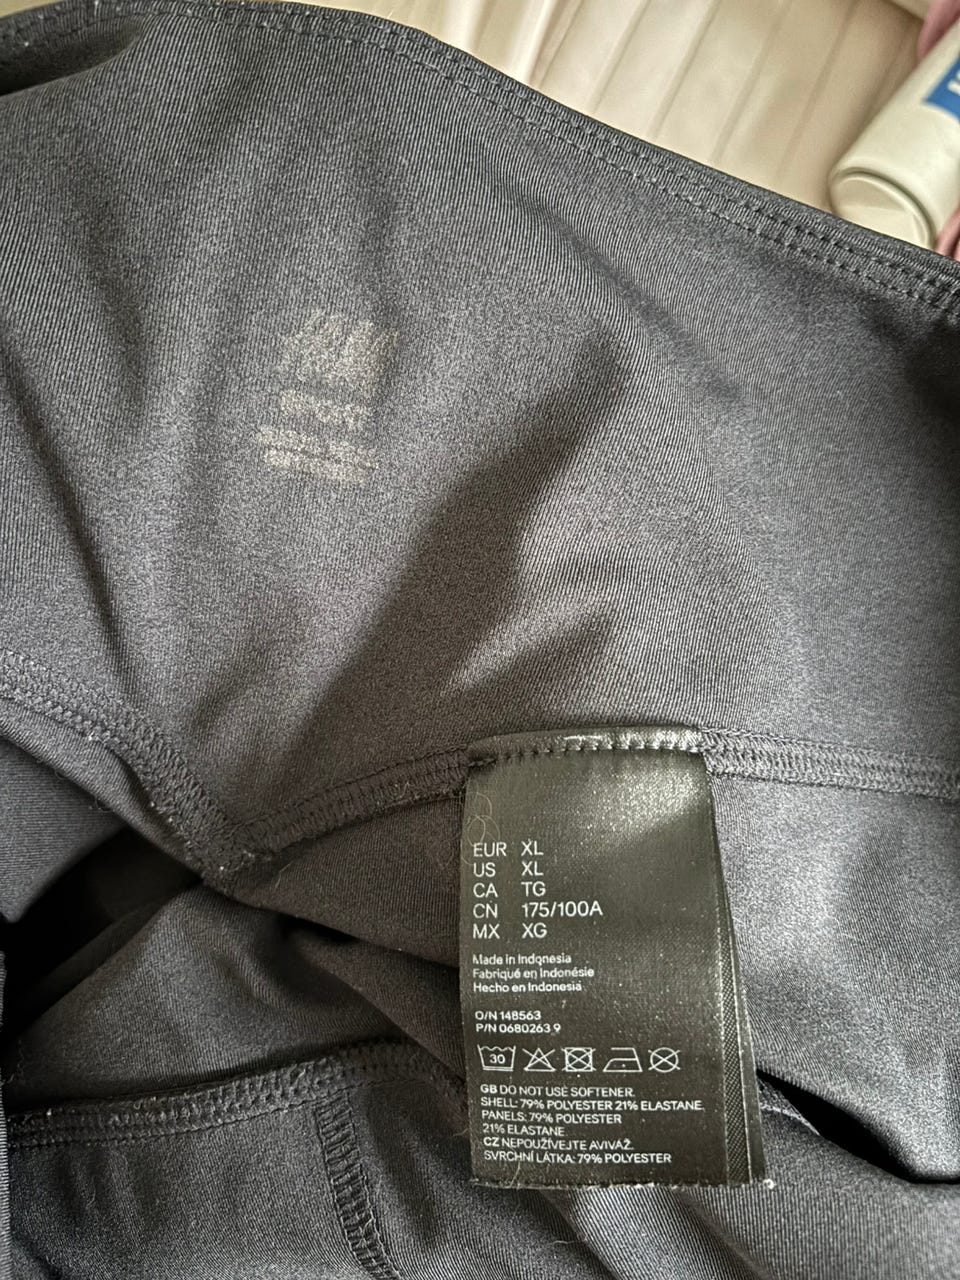 EUR XL
US XL
CA TG
CN 175/100A
MX XG
Made in Indonesia
Fabriqué en Indonésie
Hecho en Indonesia
O/N 148563
P/N 0680263 9
30
GB DO NOT USE SOFTENER.
SHELL: 79% POLYESTER 21% ELASTANE.
PANELS: 79% POLYESTER
21% ELASTANE
CZ NEPOUŽÍVEJTE AVIVÁŽ.
SVRCHNÍ LÁTKA: 79% POLYESTER